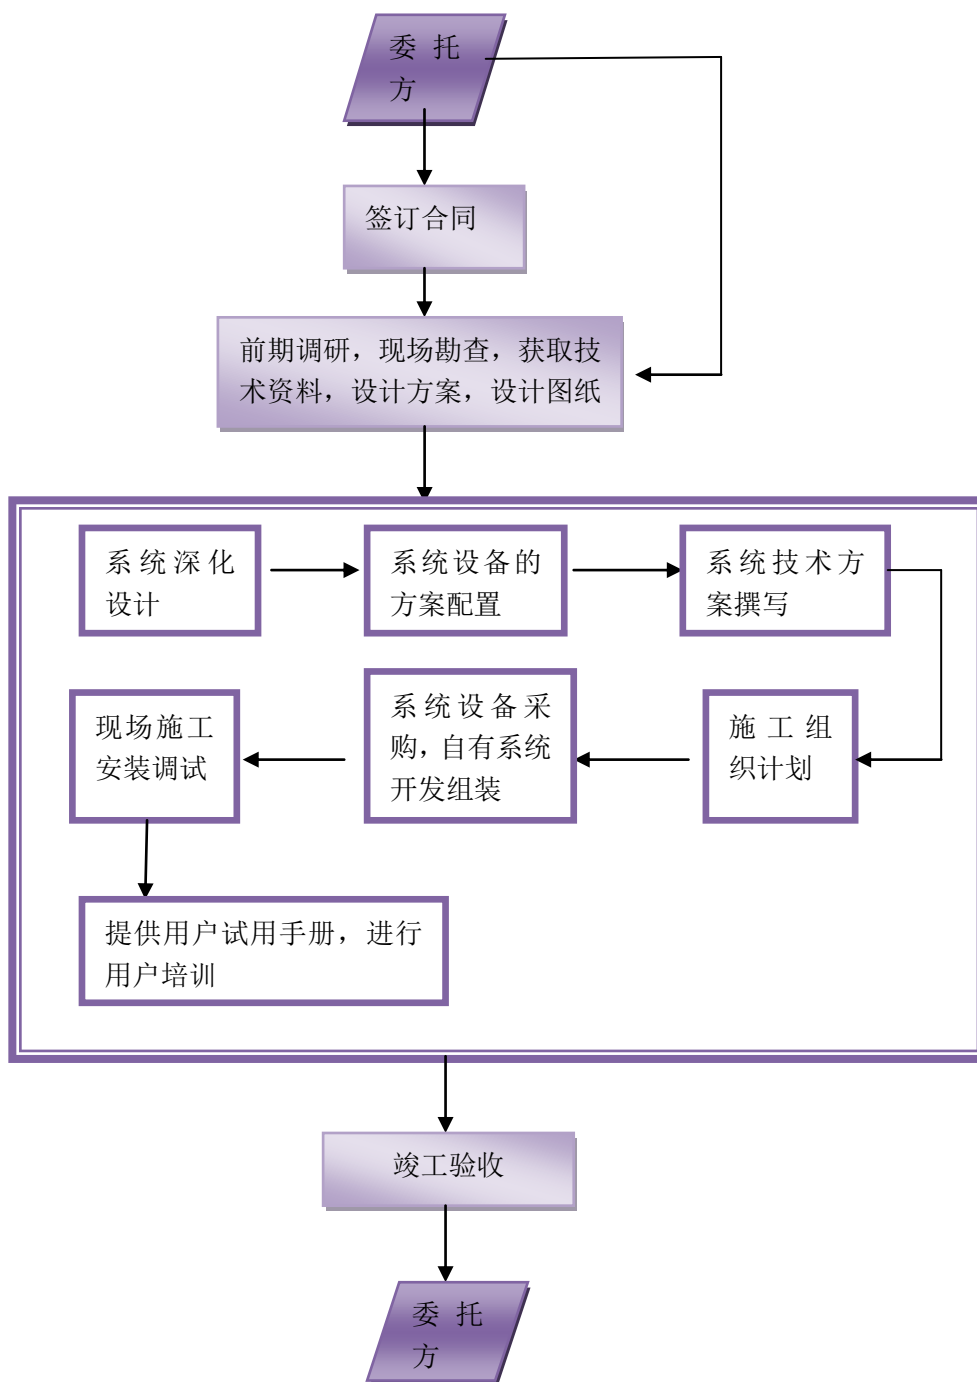 委托
方
签订合同
前期调研，现场勘查，获取技
术资料，设计方案，设计图纸
系统深化
设计
系统设备的
方案配置
系统技术方
案撰写
现场施工
安装调试
系统设备采
购，自有系统
开发组装
施工组
织计划
提供用户试用手册，进行
用户培训
竣工验收
委托
方